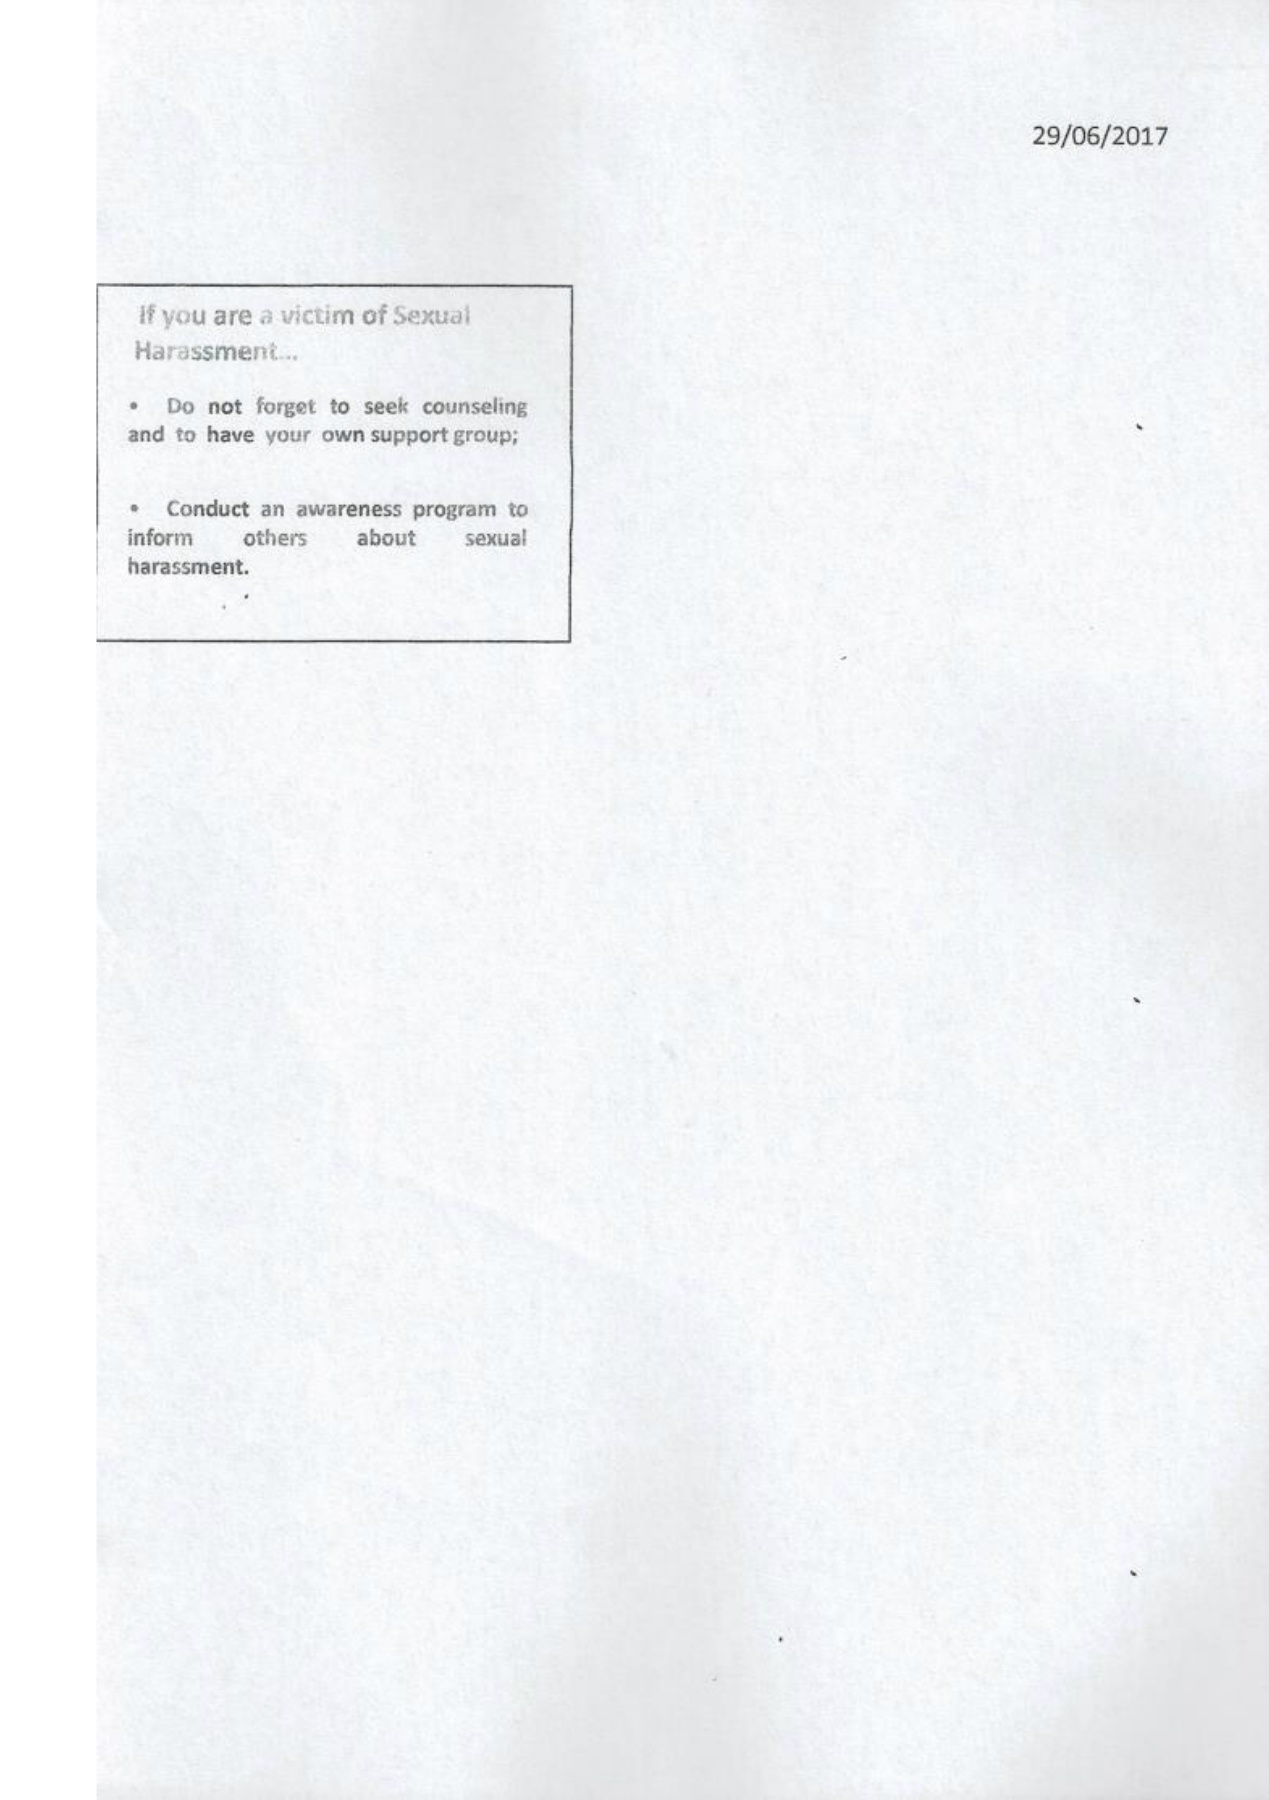 29/06/2017
If you are a victim of Sexual
Harassment...
• Do not forget to seek counseling
and to have your own support group;
• Conduct an awareness program to
inform others about sexual
harassment.